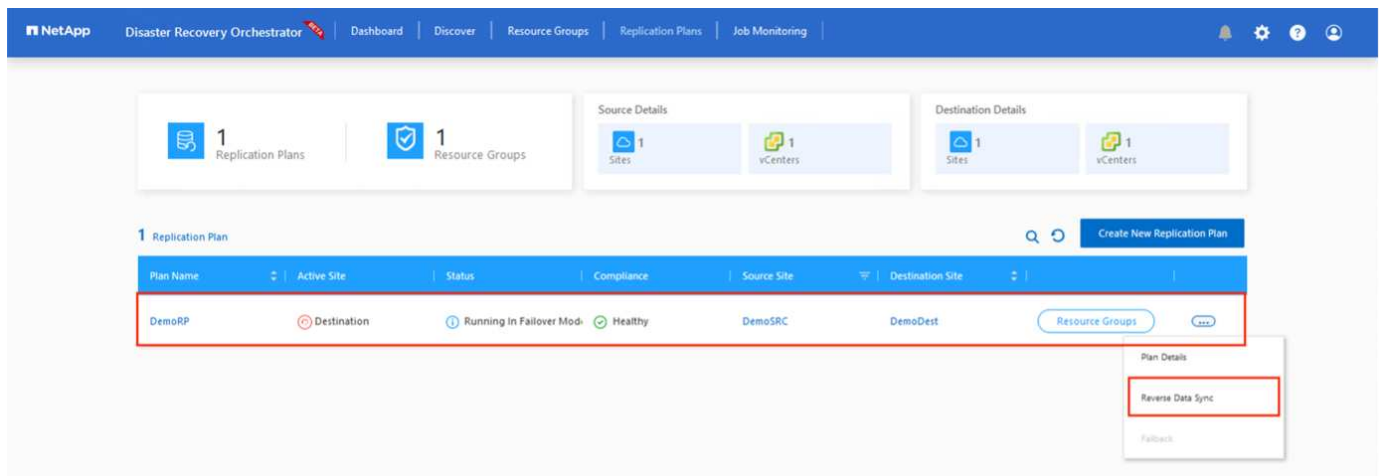 NetApp Disaster Recovery Orchestrator BETA Dashboard Discover Resource Groups Replication Plans Job Monitoring
1
Replication Plans
1
Resource Groups
Source Details
1
Sites
1
vCenters
Destination Details
1
Sites
1
vCenters
1 Replication Plan
Create New Replication Plan
Plan Name Active Site Status Compliance Source Site Destination Site
DemoRP Destination Running In Failover Mod Healthy DemoSRC DemoDest Resource Groups ...
Plan Details
Reverse Data Sync
Failback